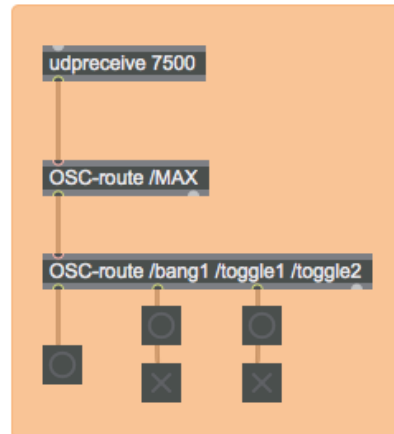 udpreceive 7500
OSC-route /MAX
OSC-route /bang1 /toggle1 /toggle2